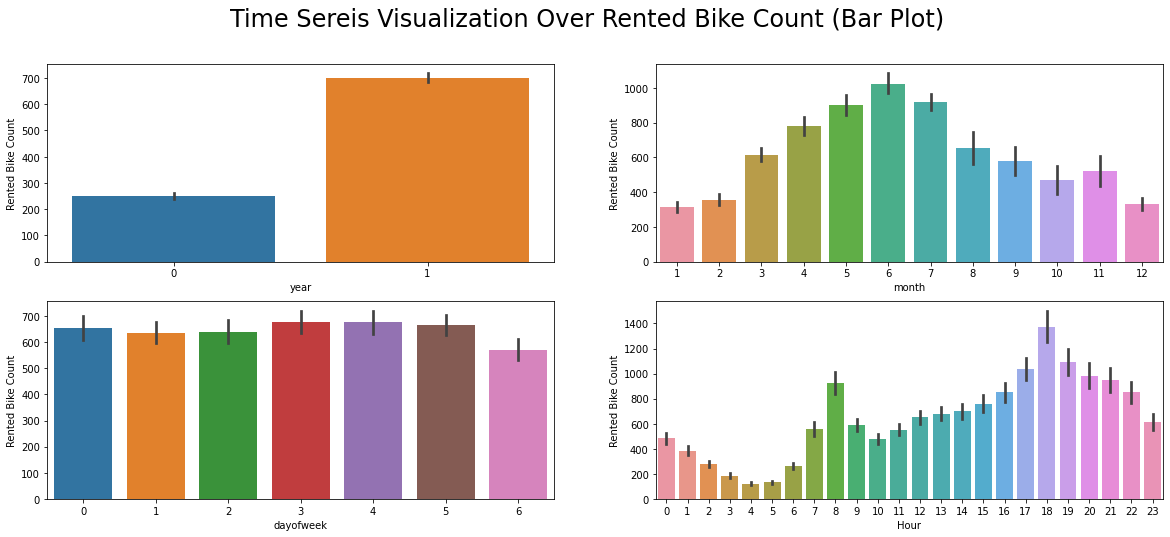 Time Sereis Visualization Over Rented Bike Count (Bar Plot)
Rented Bike Count
700
600
500
400
300
200
100
0
0 1
year
Rented Bike Count
1000
800
600
400
200
0
1 2 3 4 5 6 7 8 9 10 11 12
month
Rented Bike Count
700
600
500
400
300
200
100
0
0 1 2 3 4 5 6
dayofweek
Rented Bike Count
1400
1200
1000
800
600
400
200
0
0 1 2 3 4 5 6 7 8 9 10 11 12 13 14 15 16 17 18 19 20 21 22 23
Hour